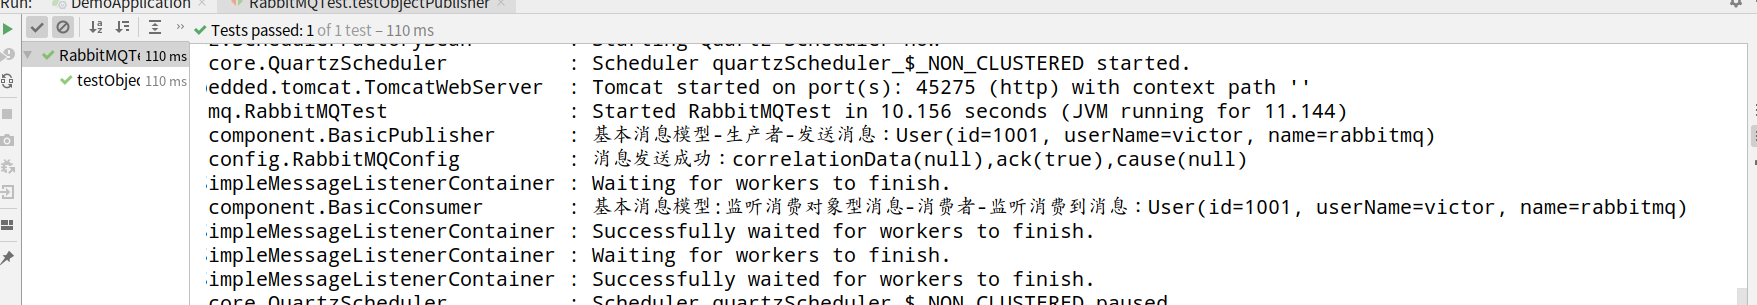 Run: DemoApplication × RabbitMQTest.testObjectPublisher ×
Tests passed: 1 of 1 test – 110 ms
RabbitMQTe 110 ms
testObjec 110 ms
: Starting Quartz Scheduler now
core.QuartzScheduler : Scheduler quartzScheduler_$_NON_CLUSTERED started.
edded.tomcat.TomcatWebServer : Tomcat started on port(s): 45275 (http) with context path ''
mq.RabbitMQTest : Started RabbitMQTest in 10.156 seconds (JVM running for 11.144)
component.BasicPublisher : 基本消息模型-生产者-发送消息：User(id=1001, userName=victor, name=rabbitmq)
config.RabbitMQConfig : 消息发送成功：correlationData(null),ack(true),cause(null)
impleMessageListenerContainer : Waiting for workers to finish.
component.BasicConsumer : 基本消息模型:监听消费对象型消息-消费者-监听消费到消息：User(id=1001, userName=victor, name=rabbitmq)
impleMessageListenerContainer : Successfully waited for workers to finish.
impleMessageListenerContainer : Waiting for workers to finish.
impleMessageListenerContainer : Successfully waited for workers to finish.
core.QuartzScheduler : Scheduler quartzScheduler_$_NON_CLUSTERED paused